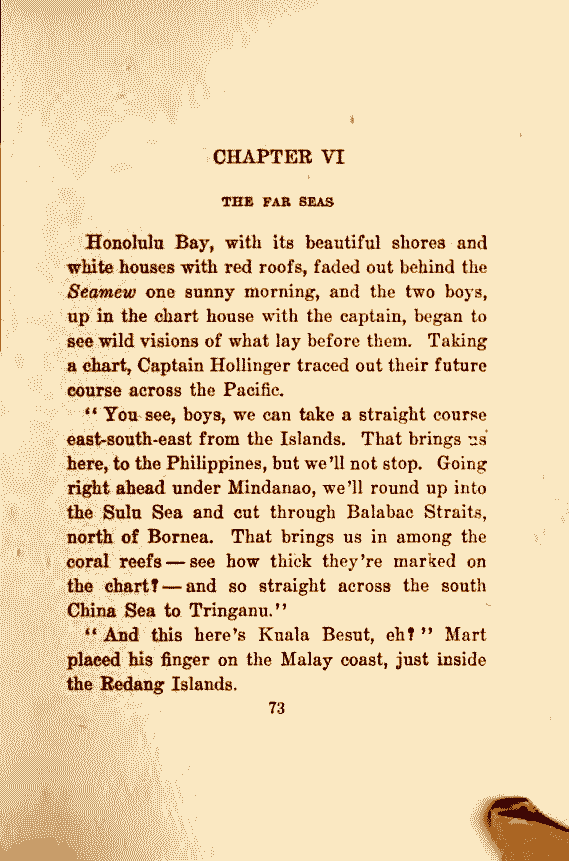 CHAPTER VI
THE FAR SEAS
Honolulu Bay, with its beautiful shores and
white houses with red roofs, faded out behind the
Seamew one sunny morning, and the two boys,
up in the chart house with the captain, began to
see wild visions of what lay before them. Taking
a chart, Captain Hollinger traced out their future
course across the Pacific.
“ You see, boys, we can take a straight course
east-south-east from the Islands. That brings us
here, to the Philippines, but we’ll not stop. Going
right ahead under Mindanao, we’ll round up into
the Sulu Sea and cut through Balabac Straits,
north of Bornea. That brings us in among the
coral reefs — see how thick they’re marked on
the chart? — and so straight across the south
China Sea to Tringanu.”
“ And this here’s Kuala Besut, eh? ” Mart
placed his finger on the Malay coast, just inside
the Redang Islands.
73